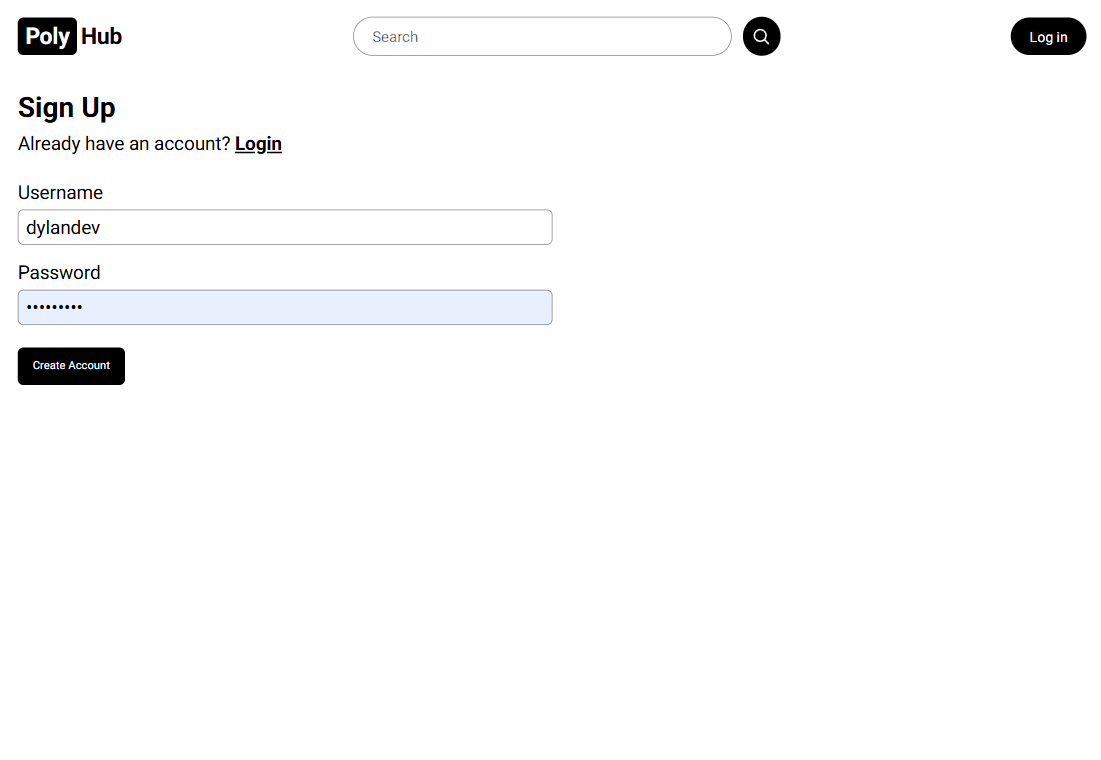 Poly Hub
Search
Log in
Sign Up
Already have an account? Login
Username
dylandev
Password
•••••••••
Create Account